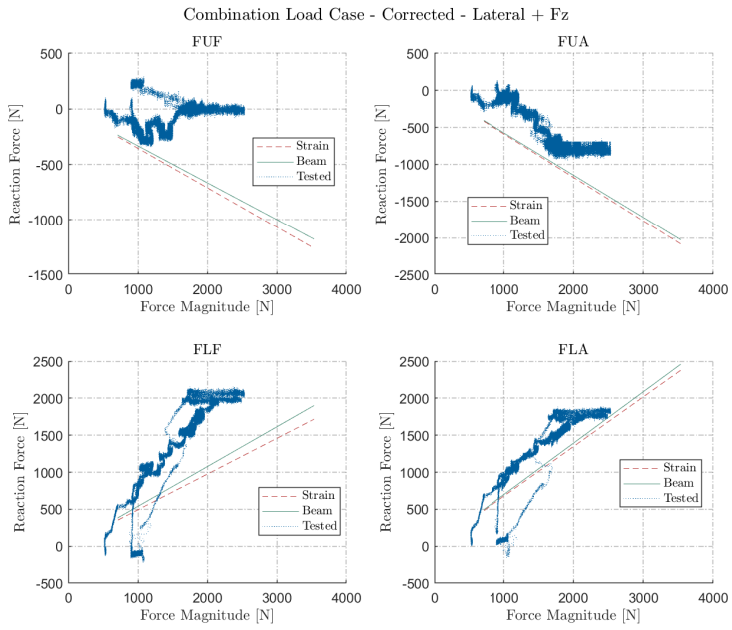 Combination Load Case - Corrected - Lateral + Fz
FUF
Reaction Force [N]
500
0
-500
-1000
-1500
0 1000 2000 3000 4000
Force Magnitude [N]
Strain
Beam
Tested
FUA
Reaction Force [N]
500
0
-500
-1000
-1500
-2000
-2500
0 1000 2000 3000 4000
Force Magnitude [N]
Strain
Beam
Tested
FLF
Reaction Force [N]
2500
2000
1500
1000
500
0
-500
0 1000 2000 3000 4000
Force Magnitude [N]
Strain
Beam
Tested
FLA
Reaction Force [N]
2500
2000
1500
1000
500
0
-500
0 1000 2000 3000 4000
Force Magnitude [N]
Strain
Beam
Tested